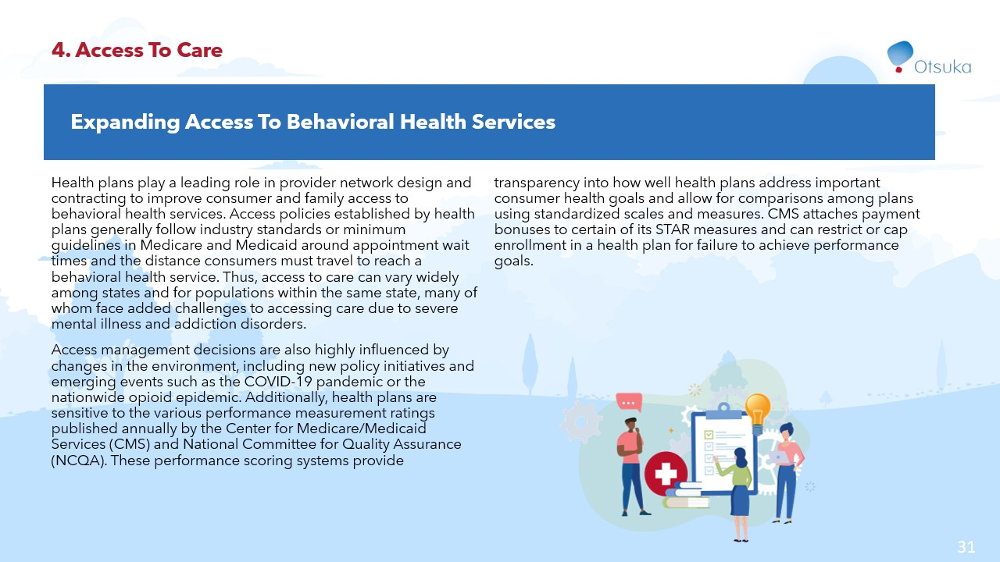 4. Access To Care
Otsuka
Expanding Access To Behavioral Health Services
Health plans play a leading role in provider network design and
contracting to improve consumer and family access to
behavioral health services. Access policies established by health
plans generally follow industry standards or minimum
guidelines in Medicare and Medicaid around appointment wait
times and the distance consumers must travel to reach a
behavioral health service. Thus, access to care can vary widely
among states and for populations within the same state, many of
whom face added challenges to accessing care due to severe
mental illness and addiction disorders.
Access management decisions are also highly influenced by
changes in the environment, including new policy initiatives and
emerging events such as the COVID-19 pandemic or the
nationwide opioid epidemic. Additionally, health plans are
sensitive to the various performance measurement ratings
published annually by the Center for Medicare/Medicaid
Services (CMS) and National Committee for Quality Assurance
(NCQA). These performance scoring systems provide
transparency into how well health plans address important
consumer health goals and allow for comparisons among plans
using standardized scales and measures. CMS attaches payment
bonuses to certain of its STAR measures and can restrict or cap
enrollment in a health plan for failure to achieve performance
goals.
31